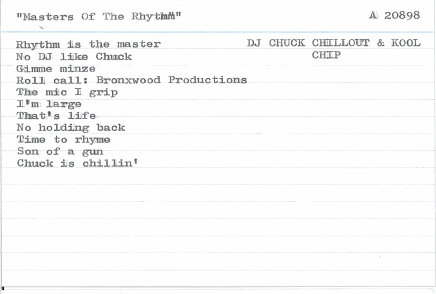 "Masters Of The Rhythm" A 20898
Rhythm is the master DJ CHUCK CHILLOUT & KOOL
No DJ like Chuck CHIP
Gimme minze
Roll call: Bronxwood Productions
The mic I grip
I'm large
That's life
No holding back
Time to rhyme
Son of a gun
Chuck is chillin'